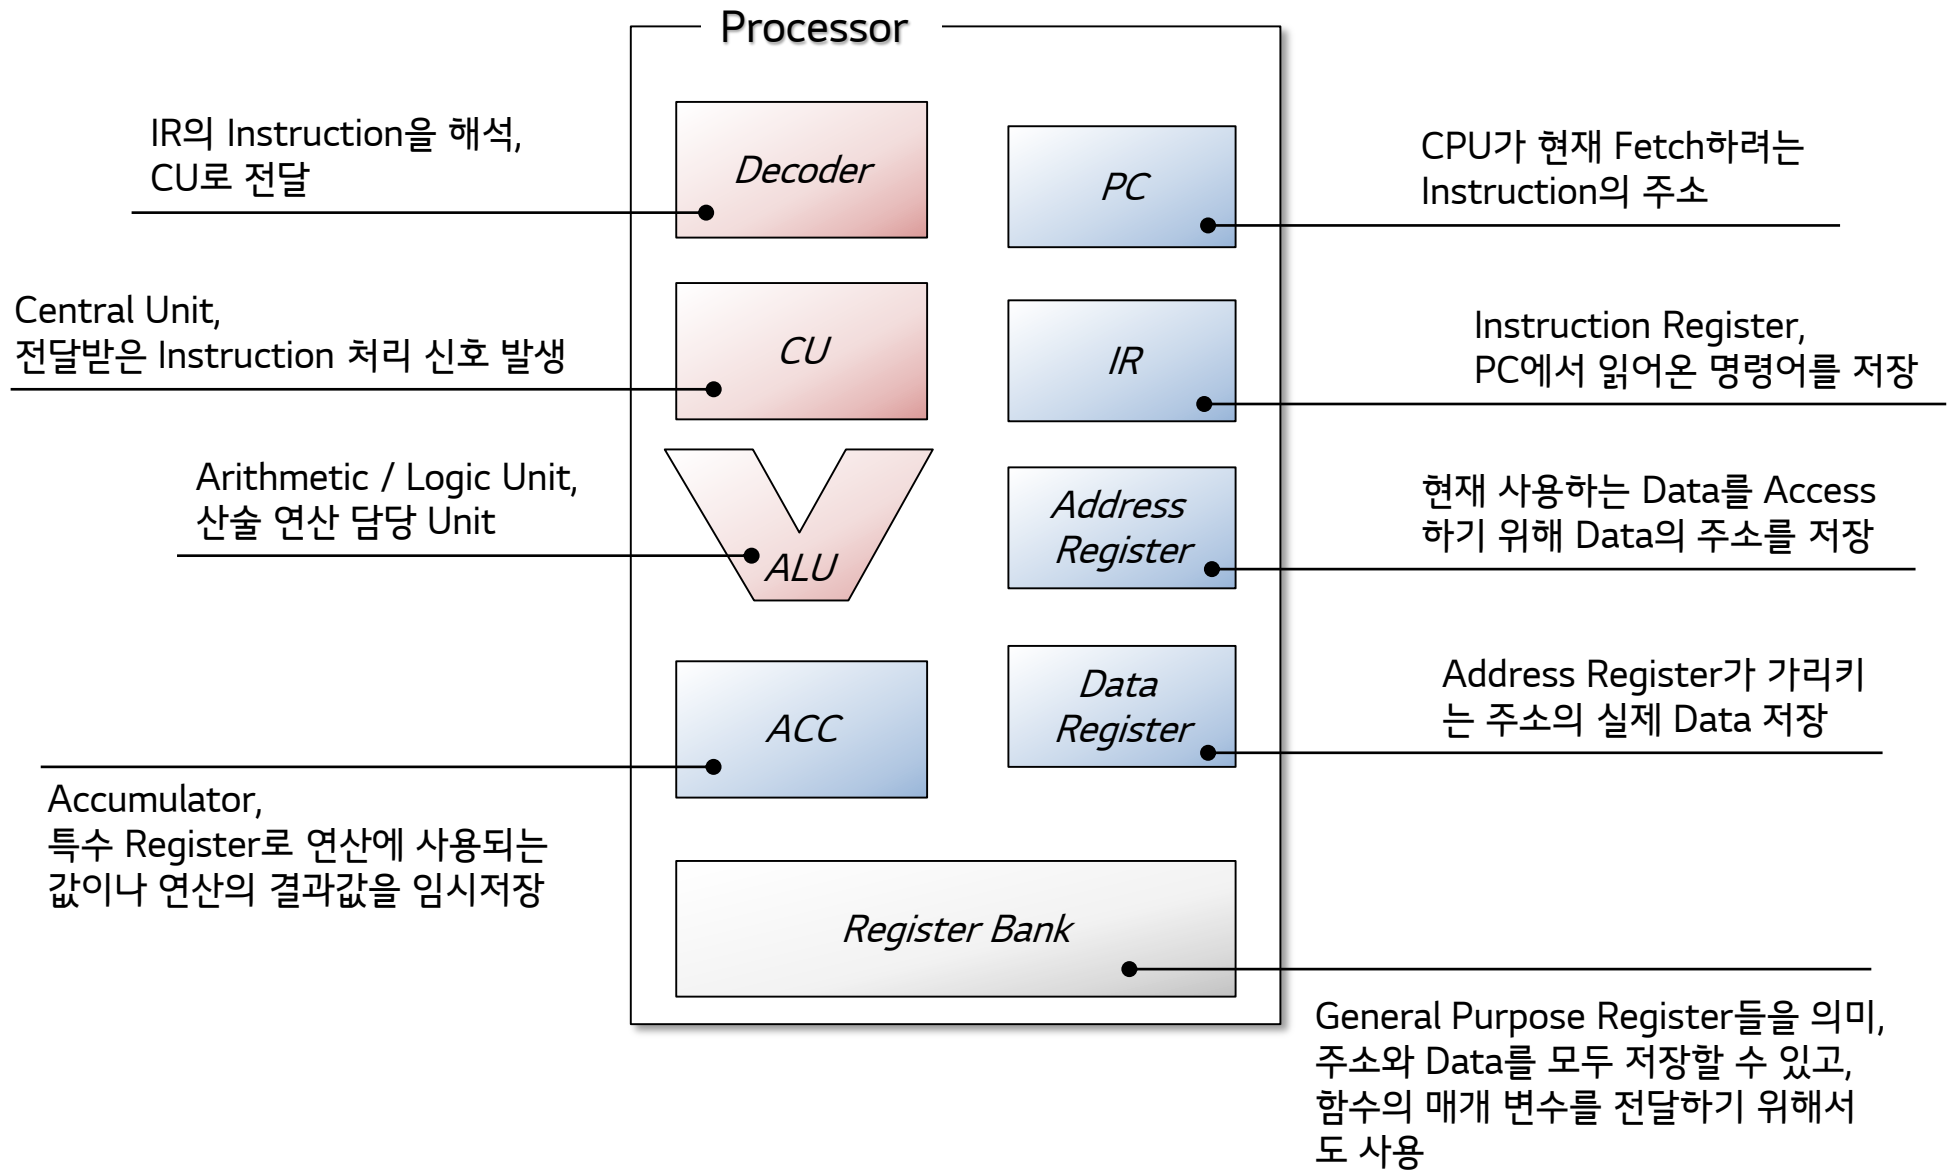 Processor
IR의 Instruction을 해석,
CU로 전달
Decoder
PC
CPU가 현재 Fetch하려는
Instruction의 주소
Central Unit,
전달받은 Instruction 처리 신호 발생
CU
IR
Instruction Register,
PC에서 읽어온 명령어를 저장
Arithmetic / Logic Unit,
산술 연산 담당 Unit
ALU
Address
Register
현재 사용하는 Data를 Access
하기 위해 Data의 주소를 저장
ACC
Data
Register
Address Register가 가리키
는 주소의 실제 Data 저장
Accumulator,
특수 Register로 연산에 사용되는
값이나 연산의 결과값을 임시저장
Register Bank
General Purpose Register들을 의미,
주소와 Data를 모두 저장할 수 있고,
함수의 매개 변수를 전달하기 위해서
도 사용